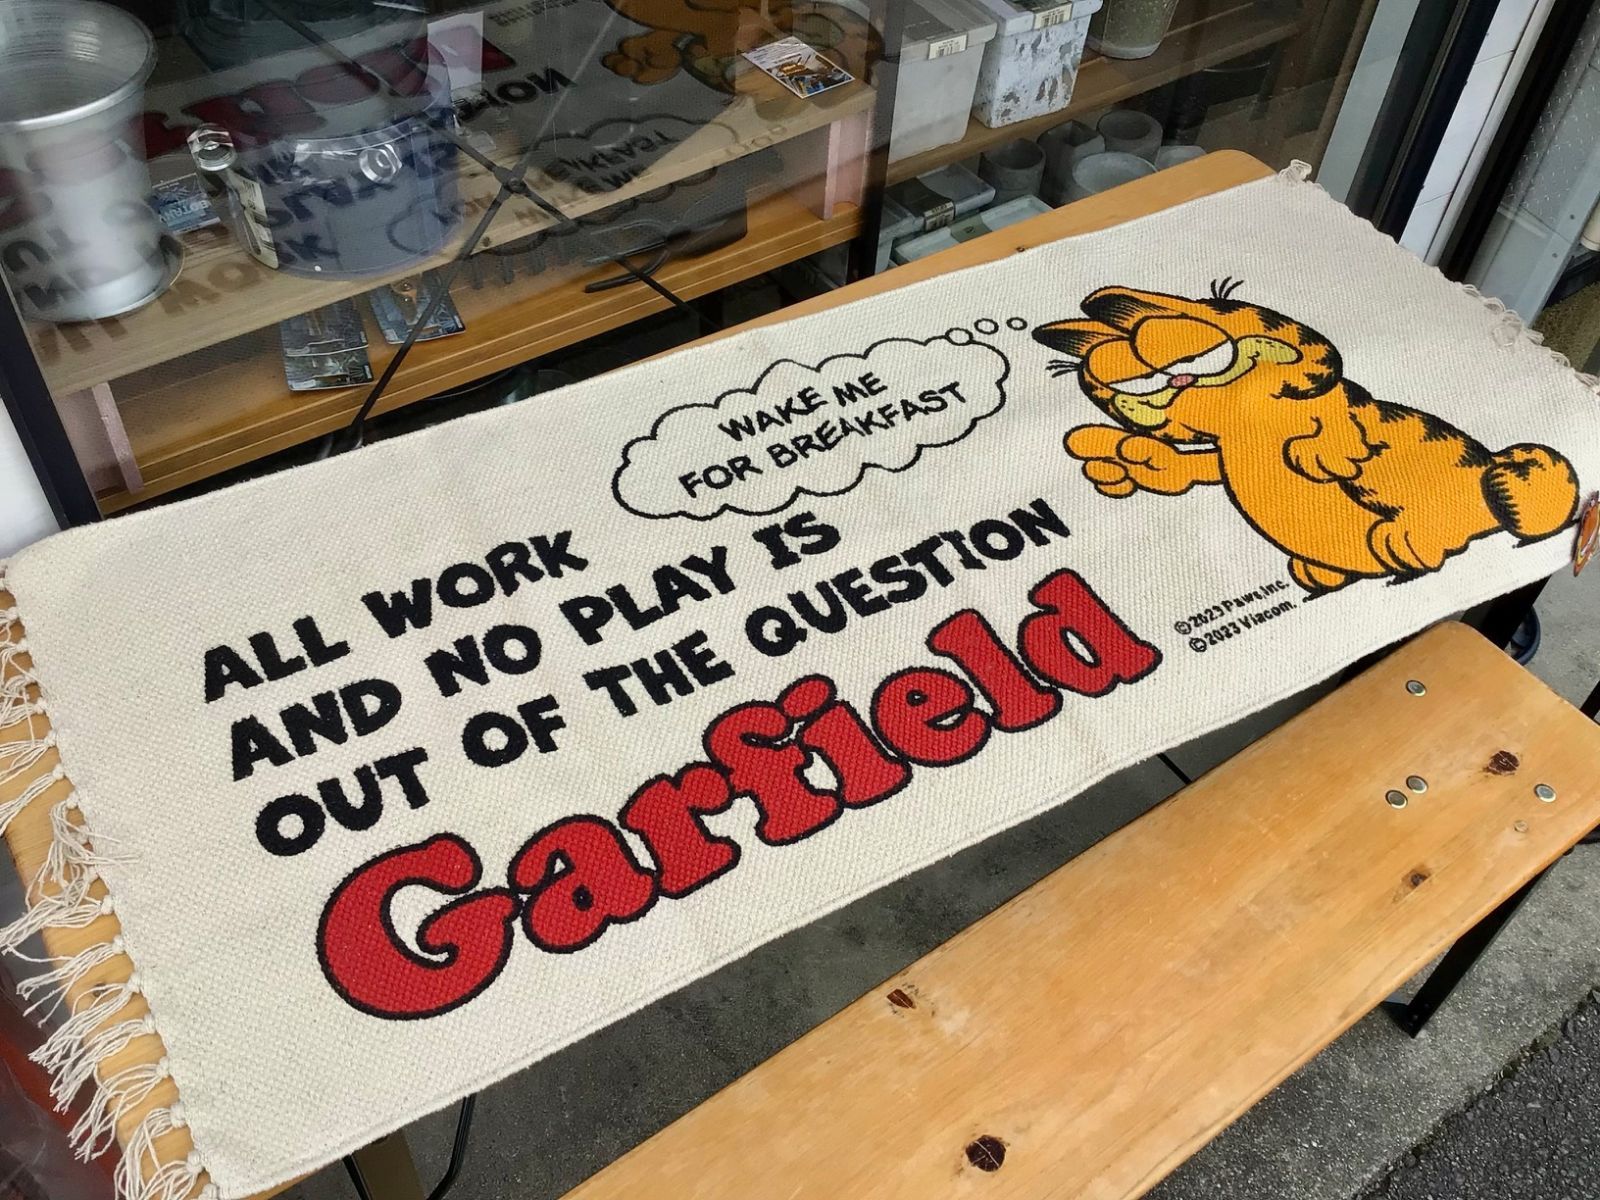 WAKE ME
FOR BREAKFAST
ALL WORK
AND NO PLAY IS
OUT OF THE QUESTION
Garfield
©2023 Paws,Inc.
©2023 Viacom.